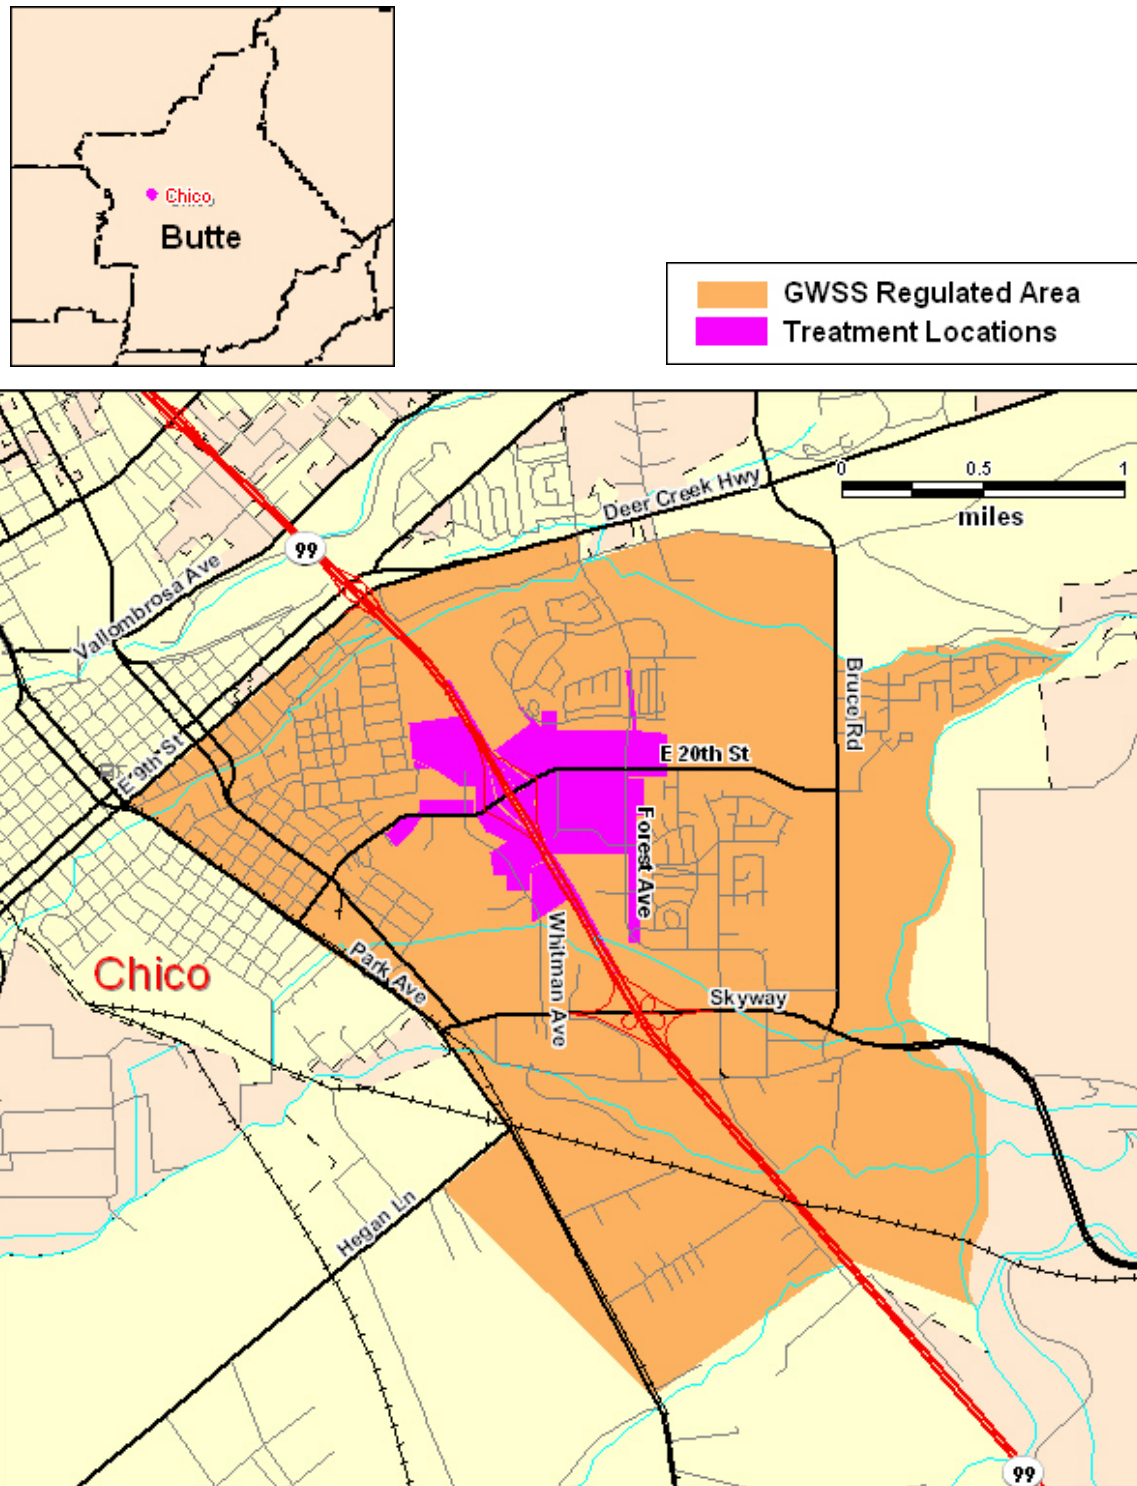 Chico
Butte
GWSS Regulated Area
Treatment Locations
0 0.5 1
miles
Deer Creek Hwy
99
Vallombrosa Ave
Bruce Rd
E 9th St
E 20th St
Forest Ave
Whitman Ave
Park Ave
Chico
Skyway
Hegan Ln
99